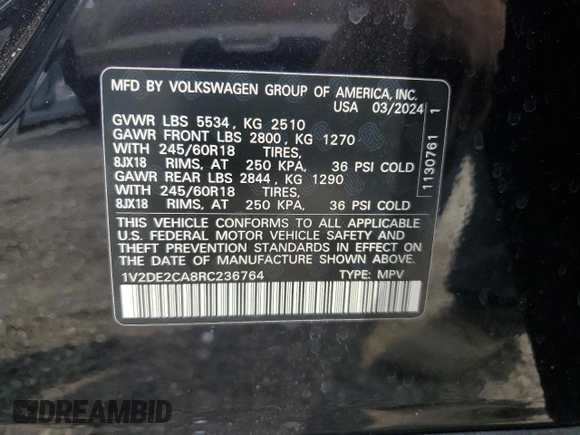 MFD BY VOLKSWAGEN GROUP OF AMERICA, INC.
USA 03/2024
GVWR LBS 5534, KG 2510
GAWR FRONT LBS 2800, KG 1270
WITH 245/60R18 TIRES,
8JX18 RIMS, AT 250 KPA, 36 PSI COLD
GAWR REAR LBS 2844, KG 1290
WITH 245/60R18 TIRES,
8JX18 RIMS, AT 250 KPA, 36 PSI COLD
THIS VEHICLE CONFORMS TO ALL APPLICABLE
U.S. FEDERAL MOTOR VEHICLE SAFETY AND
THEFT PREVENTION STANDARDS IN EFFECT ON
THE DATE OF MANUFACTURE SHOWN ABOVE.
1V2DE2CA8RC236764 TYPE: MPV
1130761 1
DREAMBID